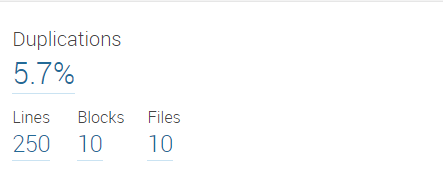 Duplications
5.7%
Lines Blocks Files
250 10 10